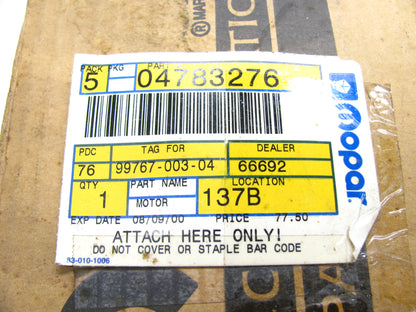 PACK PKG PART
5 04783276
PDC TAG FOR DEALER
76 99767-003-04 66692
QTY PART NAME LOCATION
1 MOTOR 137B
EXP DATE 08/09/00 PRICE 77.50
ATTACH HERE ONLY!
DO NOT COVER OR STAPLE BAR CODE
83-010-1006
Mopar